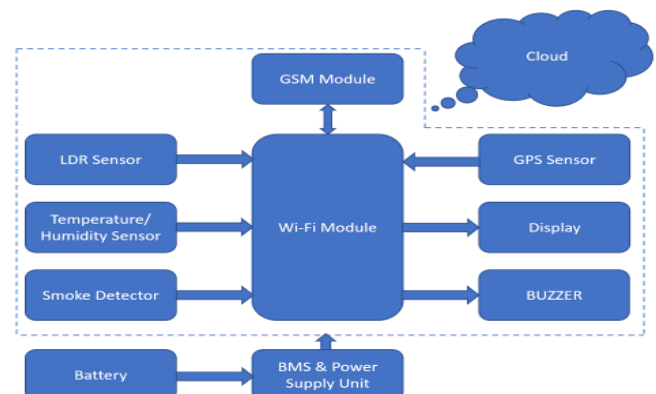 Cloud
GSM Module
LDR Sensor
GPS Sensor
Temperature/
Humidity Sensor
Wi-Fi Module
Display
Smoke Detector
BUZZER
Battery
BMS & Power
Supply Unit